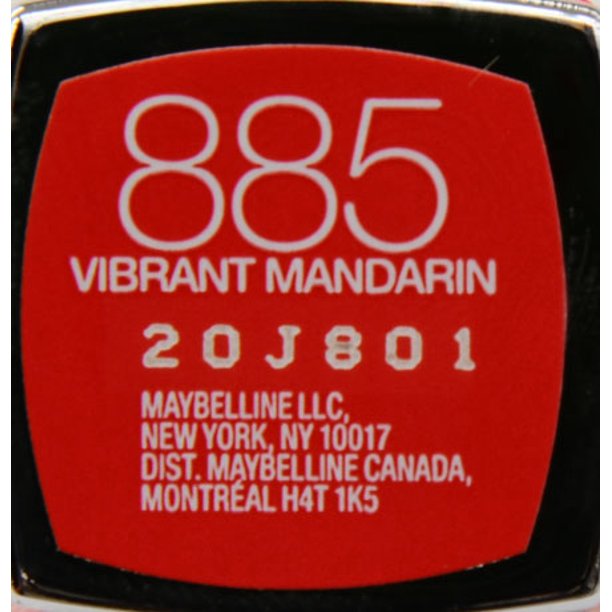 885
VIBRANT MANDARIN
20J801
MAYBELLINE LLC,
NEW YORK, NY 10017
DIST. MAYBELLINE CANADA,
MONTRÉAL H4T 1K5